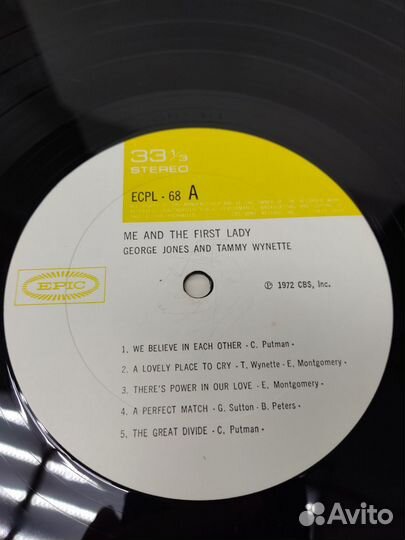 33 1/3
STEREO
ECPL - 68 A
ME AND THE FIRST LADY
GEORGE JONES AND TAMMY WYNETTE
EPIC
Ⓟ 1972 CBS, Inc.
1. WE BELIEVE IN EACH OTHER - C. Putman -
2. A LOVELY PLACE TO CRY - T. Wynette - E. Montgomery -
3. THERE'S POWER IN OUR LOVE - E. Montgomery -
4. A PERFECT MATCH - G. Sutton - B. Peters -
5. THE GREAT DIVIDE - C. Putman -
Avito